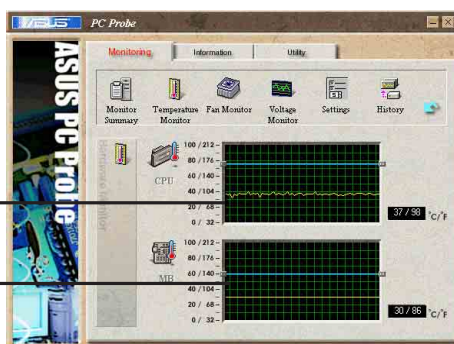 ASUS PC Probe
Monitoring Information Utility
Monitor Summary
Temperature Monitor
Fan Monitor
Voltage Monitor
Settings
History
ASUS PC Probe
Hardware Monitor
CPU
100 / 212
80 / 176
60 / 140
40 / 104
20 / 68
0 / 32
37 / 98 °C/°F
MB
100 / 212
80 / 176
60 / 140
40 / 104
20 / 68
0 / 32
30 / 86 °C/°F